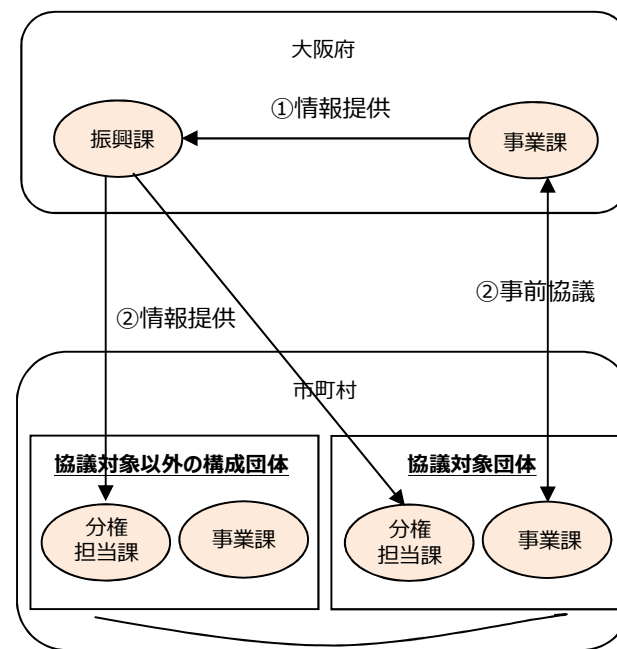 大阪府
①情報提供
振興課
事業課
②事前協議
②情報提供
市町村
協議対象以外の構成団体
協議対象団体
分権
担当課
事業課
分権
担当課
事業課